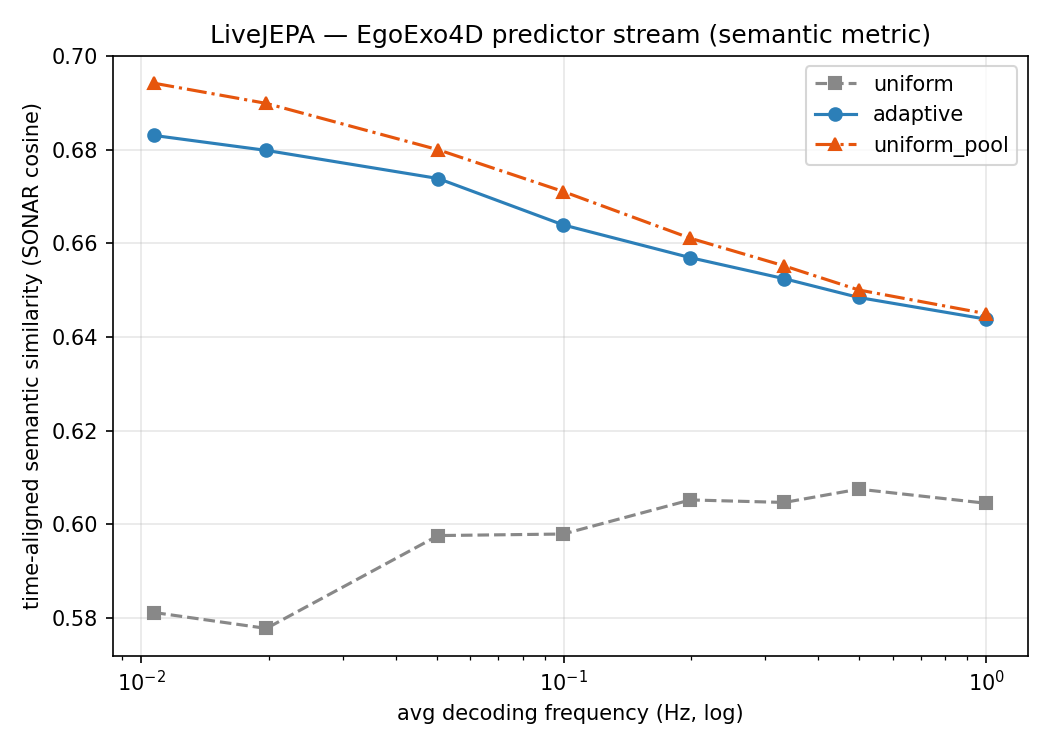 LiveJEPA — EgoExo4D predictor stream (semantic metric)
time-aligned semantic similarity (SONAR cosine)
0.70
0.68
0.66
0.64
0.62
0.60
0.58
uniform
adaptive
uniform_pool
10⁻²
10⁻¹
10⁰
avg decoding frequency (Hz, log)